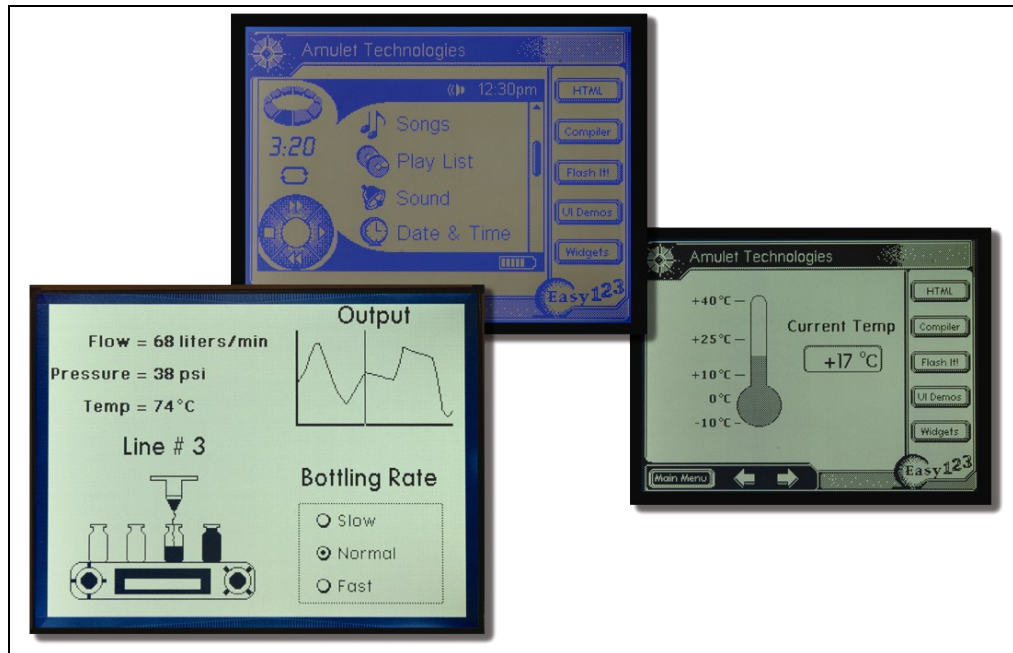 Amulet Technologies
12:30pm
3:20
Songs
Play List
Sound
Date & Time
HTML
Compiler
Flash It!
UI Demos
Widgets
Easy123
Flow = 68 liters/min
Pressure = 38 psi
Temp = 74°C
Line # 3
Output
Bottling Rate
Slow
Normal
Fast
Amulet Technologies
+40°C
+25°C
+10°C
0°C
-10°C
Current Temp
+17 °C
HTML
Compiler
Flash It!
UI Demos
Widgets
Easy123
Main Menu